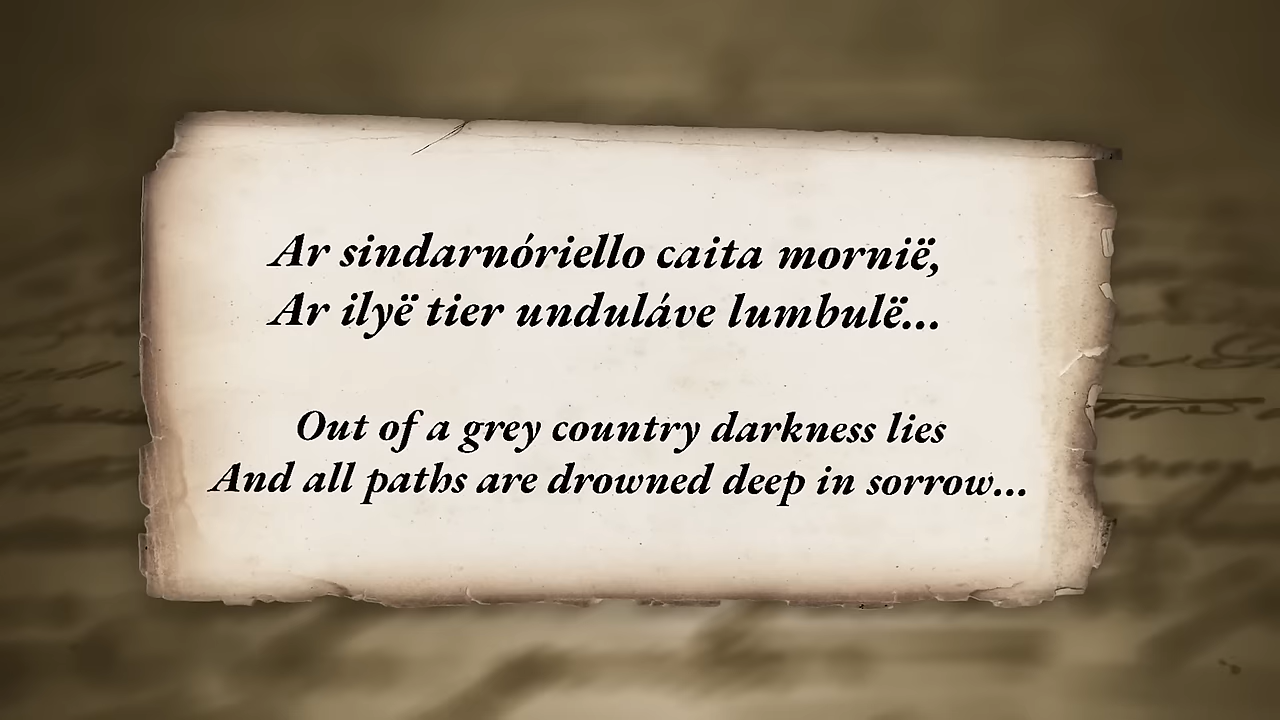 Ar sindarnóriello caita mornië,
Ar ilyë tier unduláve lumbulë...
Out of a grey country darkness lies
And all paths are drowned deep in sorrow...